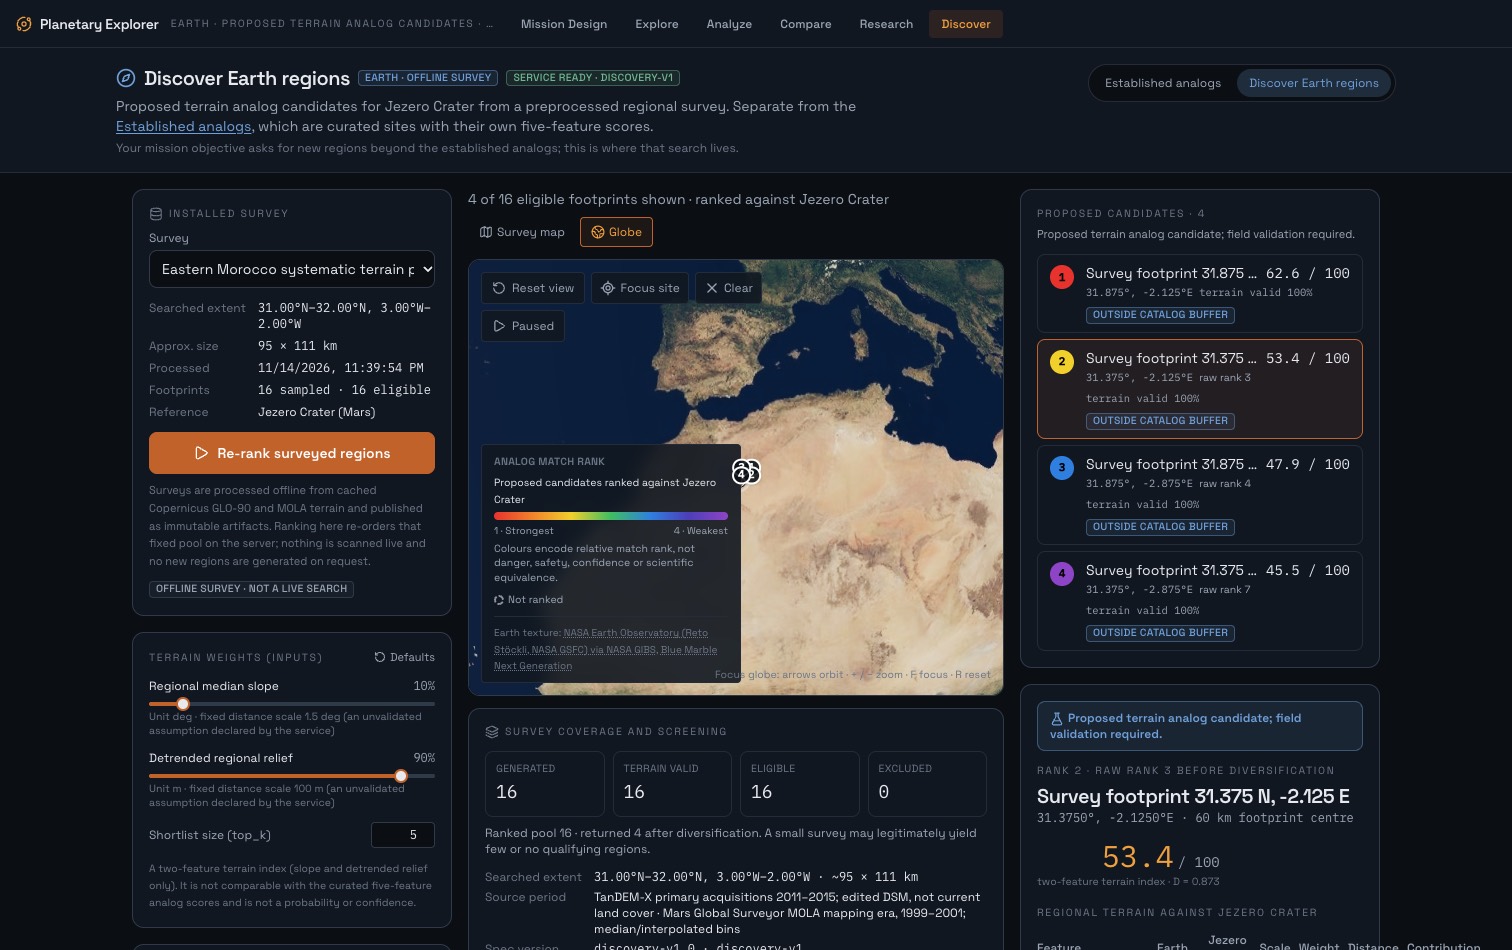 Planetary Explorer
EARTH · PROPOSED TERRAIN ANALOG CANDIDATES · …
Mission Design
Explore
Analyze
Compare
Research
Discover
Discover Earth regions
EARTH · OFFLINE SURVEY
SERVICE READY · DISCOVERY-V1
Proposed terrain analog candidates for Jezero Crater from a preprocessed regional survey. Separate from the
Established analogs, which are curated sites with their own five-feature scores.
Your mission objective asks for new regions beyond the established analogs; this is where that search lives.
Established analogs
Discover Earth regions
INSTALLED SURVEY
Survey
Eastern Morocco systematic terrain p
Searched extent 31.00°N–32.00°N, 3.00°W–
2.00°W
Approx. size 95 × 111 km
Processed 11/14/2026, 11:39:54 PM
Footprints 16 sampled · 16 eligible
Reference Jezero Crater (Mars)
Re-rank surveyed regions
Surveys are processed offline from cached
Copernicus GLO-90 and MOLA terrain and published
as immutable artifacts. Ranking here re-orders that
fixed pool on the server; nothing is scanned live and
no new regions are generated on request.
OFFLINE SURVEY · NOT A LIVE SEARCH
TERRAIN WEIGHTS (INPUTS)
Defaults
Regional median slope 10%
Unit deg · fixed distance scale 1.5 deg (an unvalidated
assumption declared by the service)
Detrended regional relief 90%
Unit m · fixed distance scale 100 m (an unvalidated
assumption declared by the service)
Shortlist size (top_k) 5
A two-feature terrain index (slope and detrended relief
only). It is not comparable with the curated five-feature
analog scores and is not a probability or confidence.
4 of 16 eligible footprints shown · ranked against Jezero Crater
Survey map
Globe
Reset view
Focus site
Clear
Paused
4 2
ANALOG MATCH RANK
Proposed candidates ranked against Jezero
Crater
1 · Strongest 4 · Weakest
Colours encode relative match rank, not
danger, safety, confidence or scientific
equivalence.
Not ranked
Earth texture: NASA Earth Observatory (Reto
Stöckli, NASA GSFC) via NASA GIBS, Blue Marble
Next Generation
Focus globe: arrows orbit · + / − zoom · F focus · R reset
SURVEY COVERAGE AND SCREENING
GENERATED
16
TERRAIN VALID
16
ELIGIBLE
16
EXCLUDED
0
Ranked pool 16 · returned 4 after diversification. A small survey may legitimately yield
few or no qualifying regions.
Searched extent 31.00°N–32.00°N, 3.00°W–2.00°W · ~95 × 111 km
Source period TanDEM-X primary acquisitions 2011–2015; edited DSM, not current
land cover · Mars Global Surveyor MOLA mapping era, 1999–2001;
median/interpolated bins
Spec version discovery-v1.0 · discovery-v1
PROPOSED CANDIDATES · 4
Proposed terrain analog candidate; field validation required.
1 Survey footprint 31.875 … 62.6 / 100
31.875°, -2.125°E terrain valid 100%
OUTSIDE CATALOG BUFFER
2 Survey footprint 31.375 … 53.4 / 100
31.375°, -2.125°E raw rank 3
terrain valid 100%
OUTSIDE CATALOG BUFFER
3 Survey footprint 31.875 … 47.9 / 100
31.875°, -2.875°E raw rank 4
terrain valid 100%
OUTSIDE CATALOG BUFFER
4 Survey footprint 31.375 … 45.5 / 100
31.375°, -2.875°E raw rank 7
terrain valid 100%
OUTSIDE CATALOG BUFFER
Proposed terrain analog candidate; field
validation required.
RANK 2 · RAW RANK 3 BEFORE DIVERSIFICATION
Survey footprint 31.375 N, -2.125 E
31.3750°, -2.1250°E · 60 km footprint centre
53.4 / 100
two-feature terrain index · D = 0.873
REGIONAL TERRAIN AGAINST JEZERO CRATER
Feature Earth Jezero Scale Weight Distance Contribution